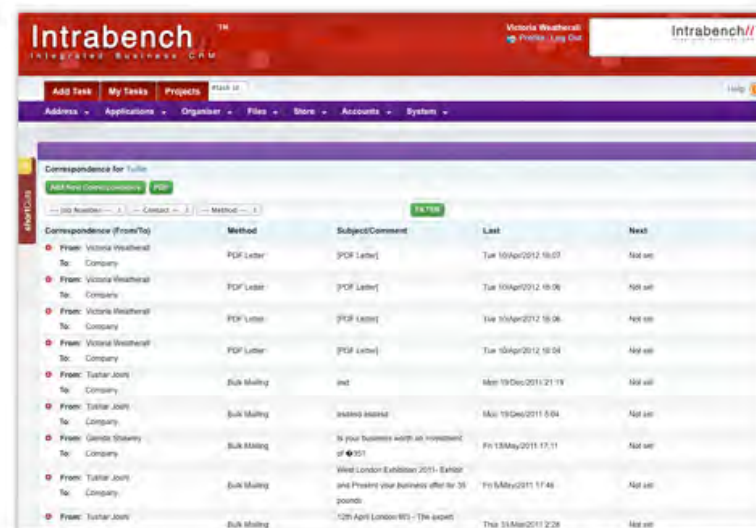 Intrabench ™
Integrated Business CRM
Victoria Weatherall
Profile Log Out
Intrabench//
Add Task My Tasks Projects
Help
Address Applications Organiser Files Store Accounts System
Correspondence for
Add New Correspondence PDF
-- Job Number -- -- Contact -- -- Method -- FILTER
Correspondence (From/To) Method Subject/Comment Last Next
From: Victoria Weatherall
To: Company PDF Letter [PDF Letter] Tue 10/Apr/2012 16:07 Not set
From: Victoria Weatherall
To: Company PDF Letter [PDF Letter] Tue 10/Apr/2012 16:06 Not set
From: Victoria Weatherall
To: Company PDF Letter [PDF Letter] Tue 10/Apr/2012 16:06 Not set
From: Victoria Weatherall
To: Company PDF Letter [PDF Letter] Tue 10/Apr/2012 16:04 Not set
From: Tushar Joshi
To: Company Bulk Mailing Mon 19/Dec/2011 21:19 Not set
From: Tushar Joshi
To: Company Bulk Mailing Mon 19/Dec/2011 5:04 Not set
From: Glenda Shawley
To: Company Bulk Mailing Is your business worth an investment
of �35? Fri 13/May/2011 17:11 Not set
From: Tushar Joshi
To: Company Bulk Mailing West London Exhibition 2011- Exhibit
and Present your business offer for 35
pounds Fri 6/May/2011 17:46 Not set
From: Tushar Joshi
Bulk Mailing 12th April London - The expert Thur 31/Mar/2011 2:28 Not set